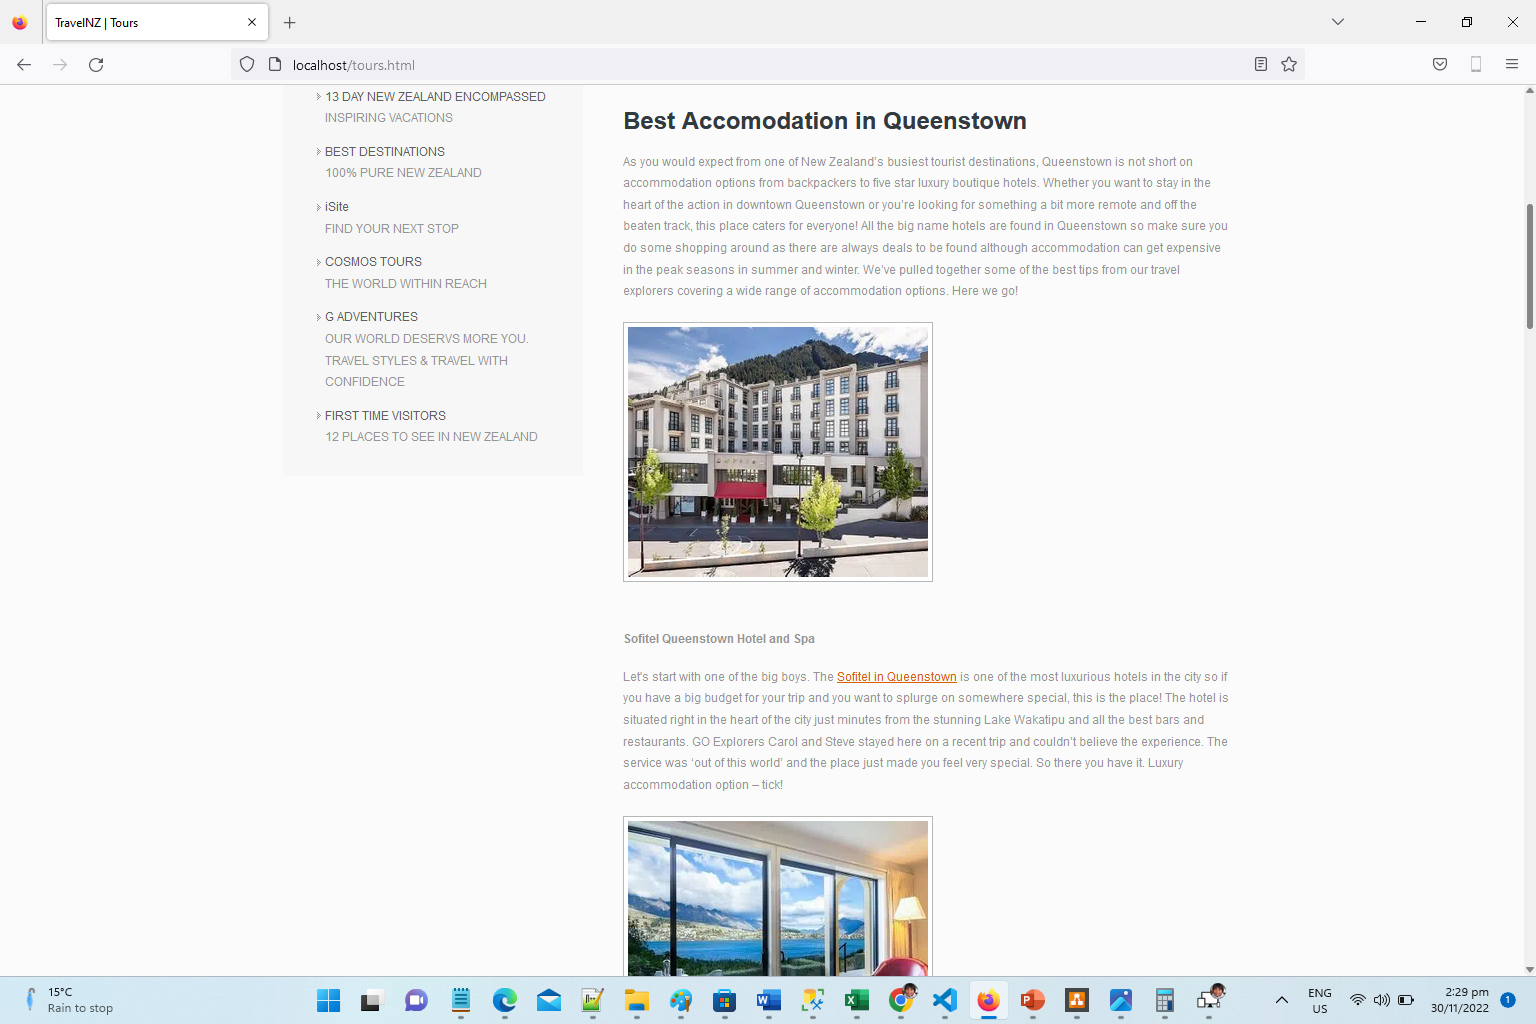 TravelNZ | Tours
localhost/tours.html
13 DAY NEW ZEALAND ENCOMPASSED
INSPIRING VACATIONS
BEST DESTINATIONS
100% PURE NEW ZEALAND
iSite
FIND YOUR NEXT STOP
COSMOS TOURS
THE WORLD WITHIN REACH
G ADVENTURES
OUR WORLD DESERVS MORE YOU.
TRAVEL STYLES & TRAVEL WITH
CONFIDENCE
FIRST TIME VISITORS
12 PLACES TO SEE IN NEW ZEALAND
Best Accomodation in Queenstown
As you would expect from one of New Zealand’s busiest tourist destinations, Queenstown is not short on
accommodation options from backpackers to five star luxury boutique hotels. Whether you want to stay in the
heart of the action in downtown Queenstown or you’re looking for something a bit more remote and off the
beaten track, this place caters for everyone! All the big name hotels are found in Queenstown so make sure you
do some shopping around as there are always deals to be found although accommodation can get expensive
in the peak seasons in summer and winter. We’ve pulled together some of the best tips from our travel
explorers covering a wide range of accommodation options. Here we go!
Sofitel Queenstown Hotel and Spa
Let's start with one of the big boys. The Sofitel in Queenstown is one of the most luxurious hotels in the city so if
you have a big budget for your trip and you want to splurge on somewhere special, this is the place! The hotel is
situated right in the heart of the city just minutes from the stunning Lake Wakatipu and all the best bars and
restaurants. GO Explorers Carol and Steve stayed here on a recent trip and couldn’t believe the experience. The
service was ‘out of this world’ and the place just made you feel very special. So there you have it. Luxury
accommodation option – tick!
15°C
Rain to stop
ENG
US
2:29 pm
30/11/2022
1